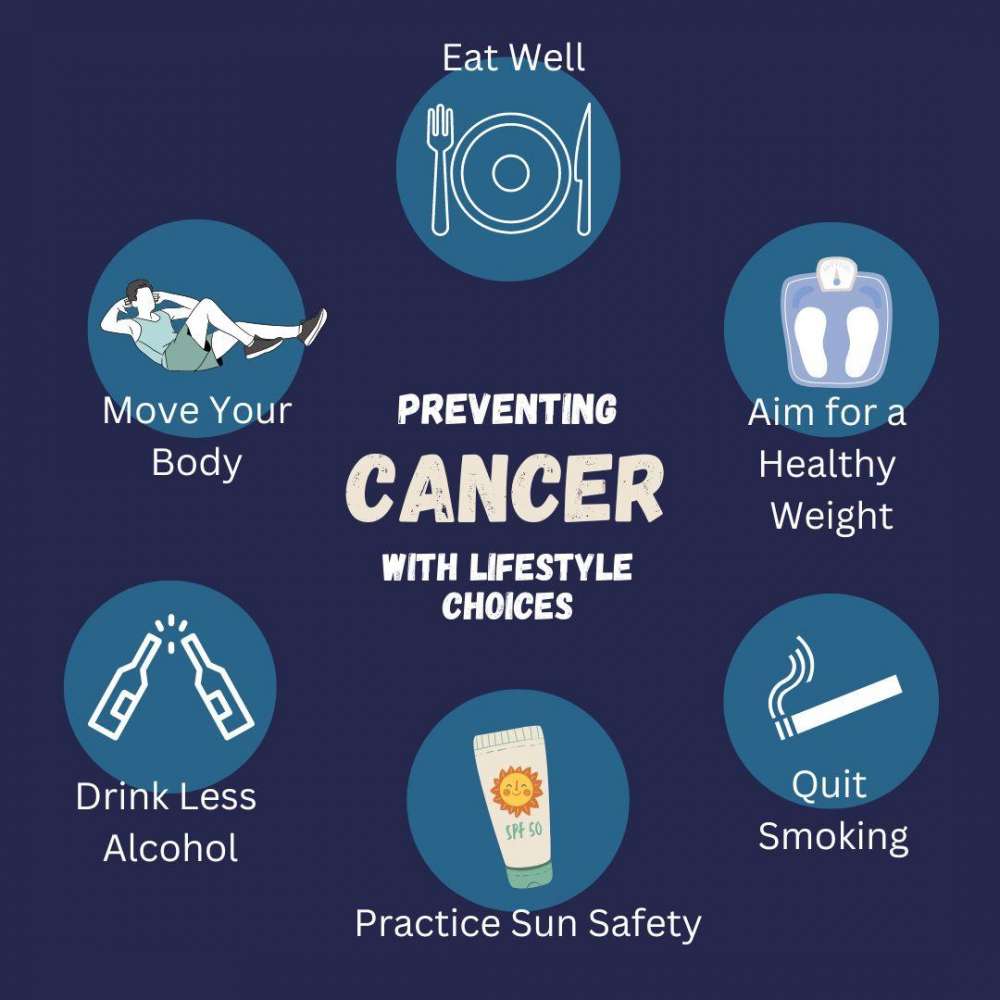 Eat Well
Move Your
Body
Aim for a
Healthy
Weight
PREVENTING
CANCER
WITH LIFESTYLE
CHOICES
Drink Less
Alcohol
SPF 50
Practice Sun Safety
Quit
Smoking